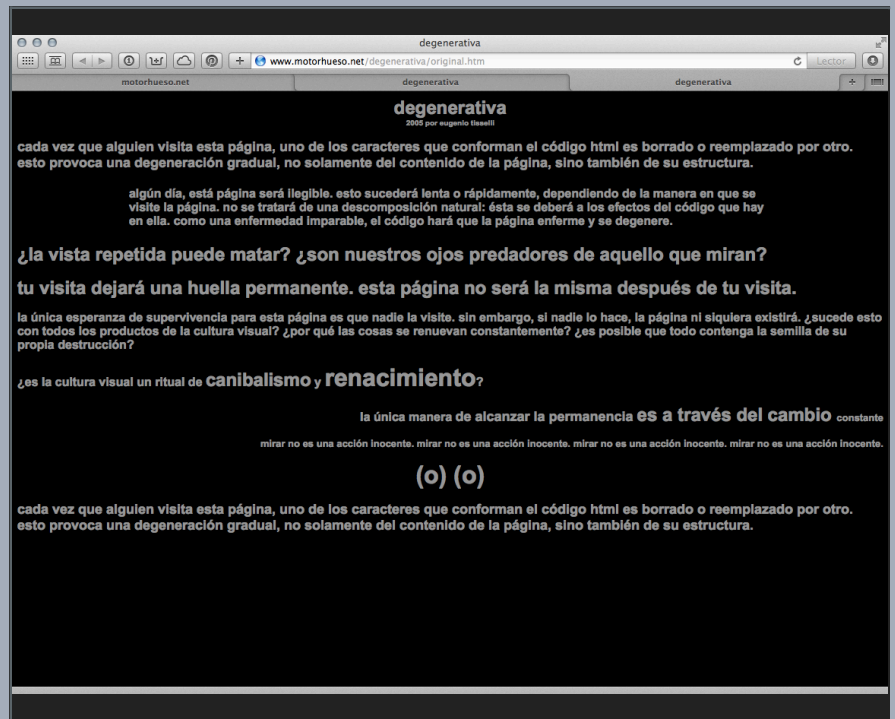 degenerativa
www.motorhueso.net/degenerativa/original.htm
Lector
motorhueso.net
degenerativa
degenerativa
degenerativa
2005 por eugenio tisselli
cada vez que alguien visita esta página, uno de los caracteres que conforman el código html es borrado o reemplazado por otro.
esto provoca una degeneración gradual, no solamente del contenido de la página, sino también de su estructura.
algún día, está página será ilegible. esto sucederá lenta o rápidamente, dependiendo de la manera en que se
visite la página. no se tratará de una descomposición natural: ésta se deberá a los efectos del código que hay
en ella. como una enfermedad imparable, el código hará que la página enferme y se degenere.
¿la vista repetida puede matar? ¿son nuestros ojos predadores de aquello que miran?
tu visita dejará una huella permanente. esta página no será la misma después de tu visita.
la única esperanza de supervivencia para esta página es que nadie la visite. sin embargo, si nadie lo hace, la página ni siquiera existirá. ¿sucede esto
con todos los productos de la cultura visual? ¿por qué las cosas se renuevan constantemente? ¿es posible que todo contenga la semilla de su
propia destrucción?
¿es la cultura visual un ritual de canibalismo y renacimiento?
la única manera de alcanzar la permanencia es a través del cambio constante
mirar no es una acción inocente. mirar no es una acción inocente. mirar no es una acción inocente. mirar no es una acción inocente.
(o) (o)
cada vez que alguien visita esta página, uno de los caracteres que conforman el código html es borrado o reemplazado por otro.
esto provoca una degeneración gradual, no solamente del contenido de la página, sino también de su estructura.